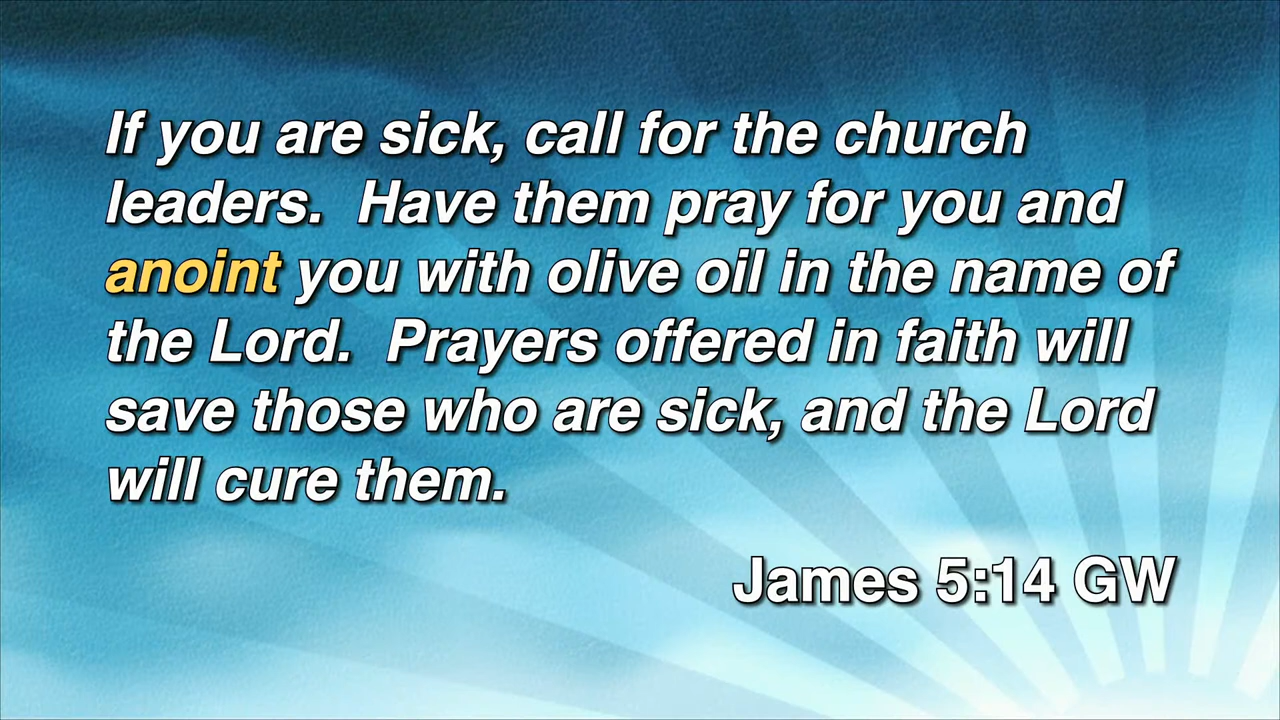 If you are sick, call for the church
leaders.  Have them pray for you and
anoint you with olive oil in the name of
the Lord.  Prayers offered in faith will
save those who are sick, and the Lord
will cure them.
James 5:14 GW